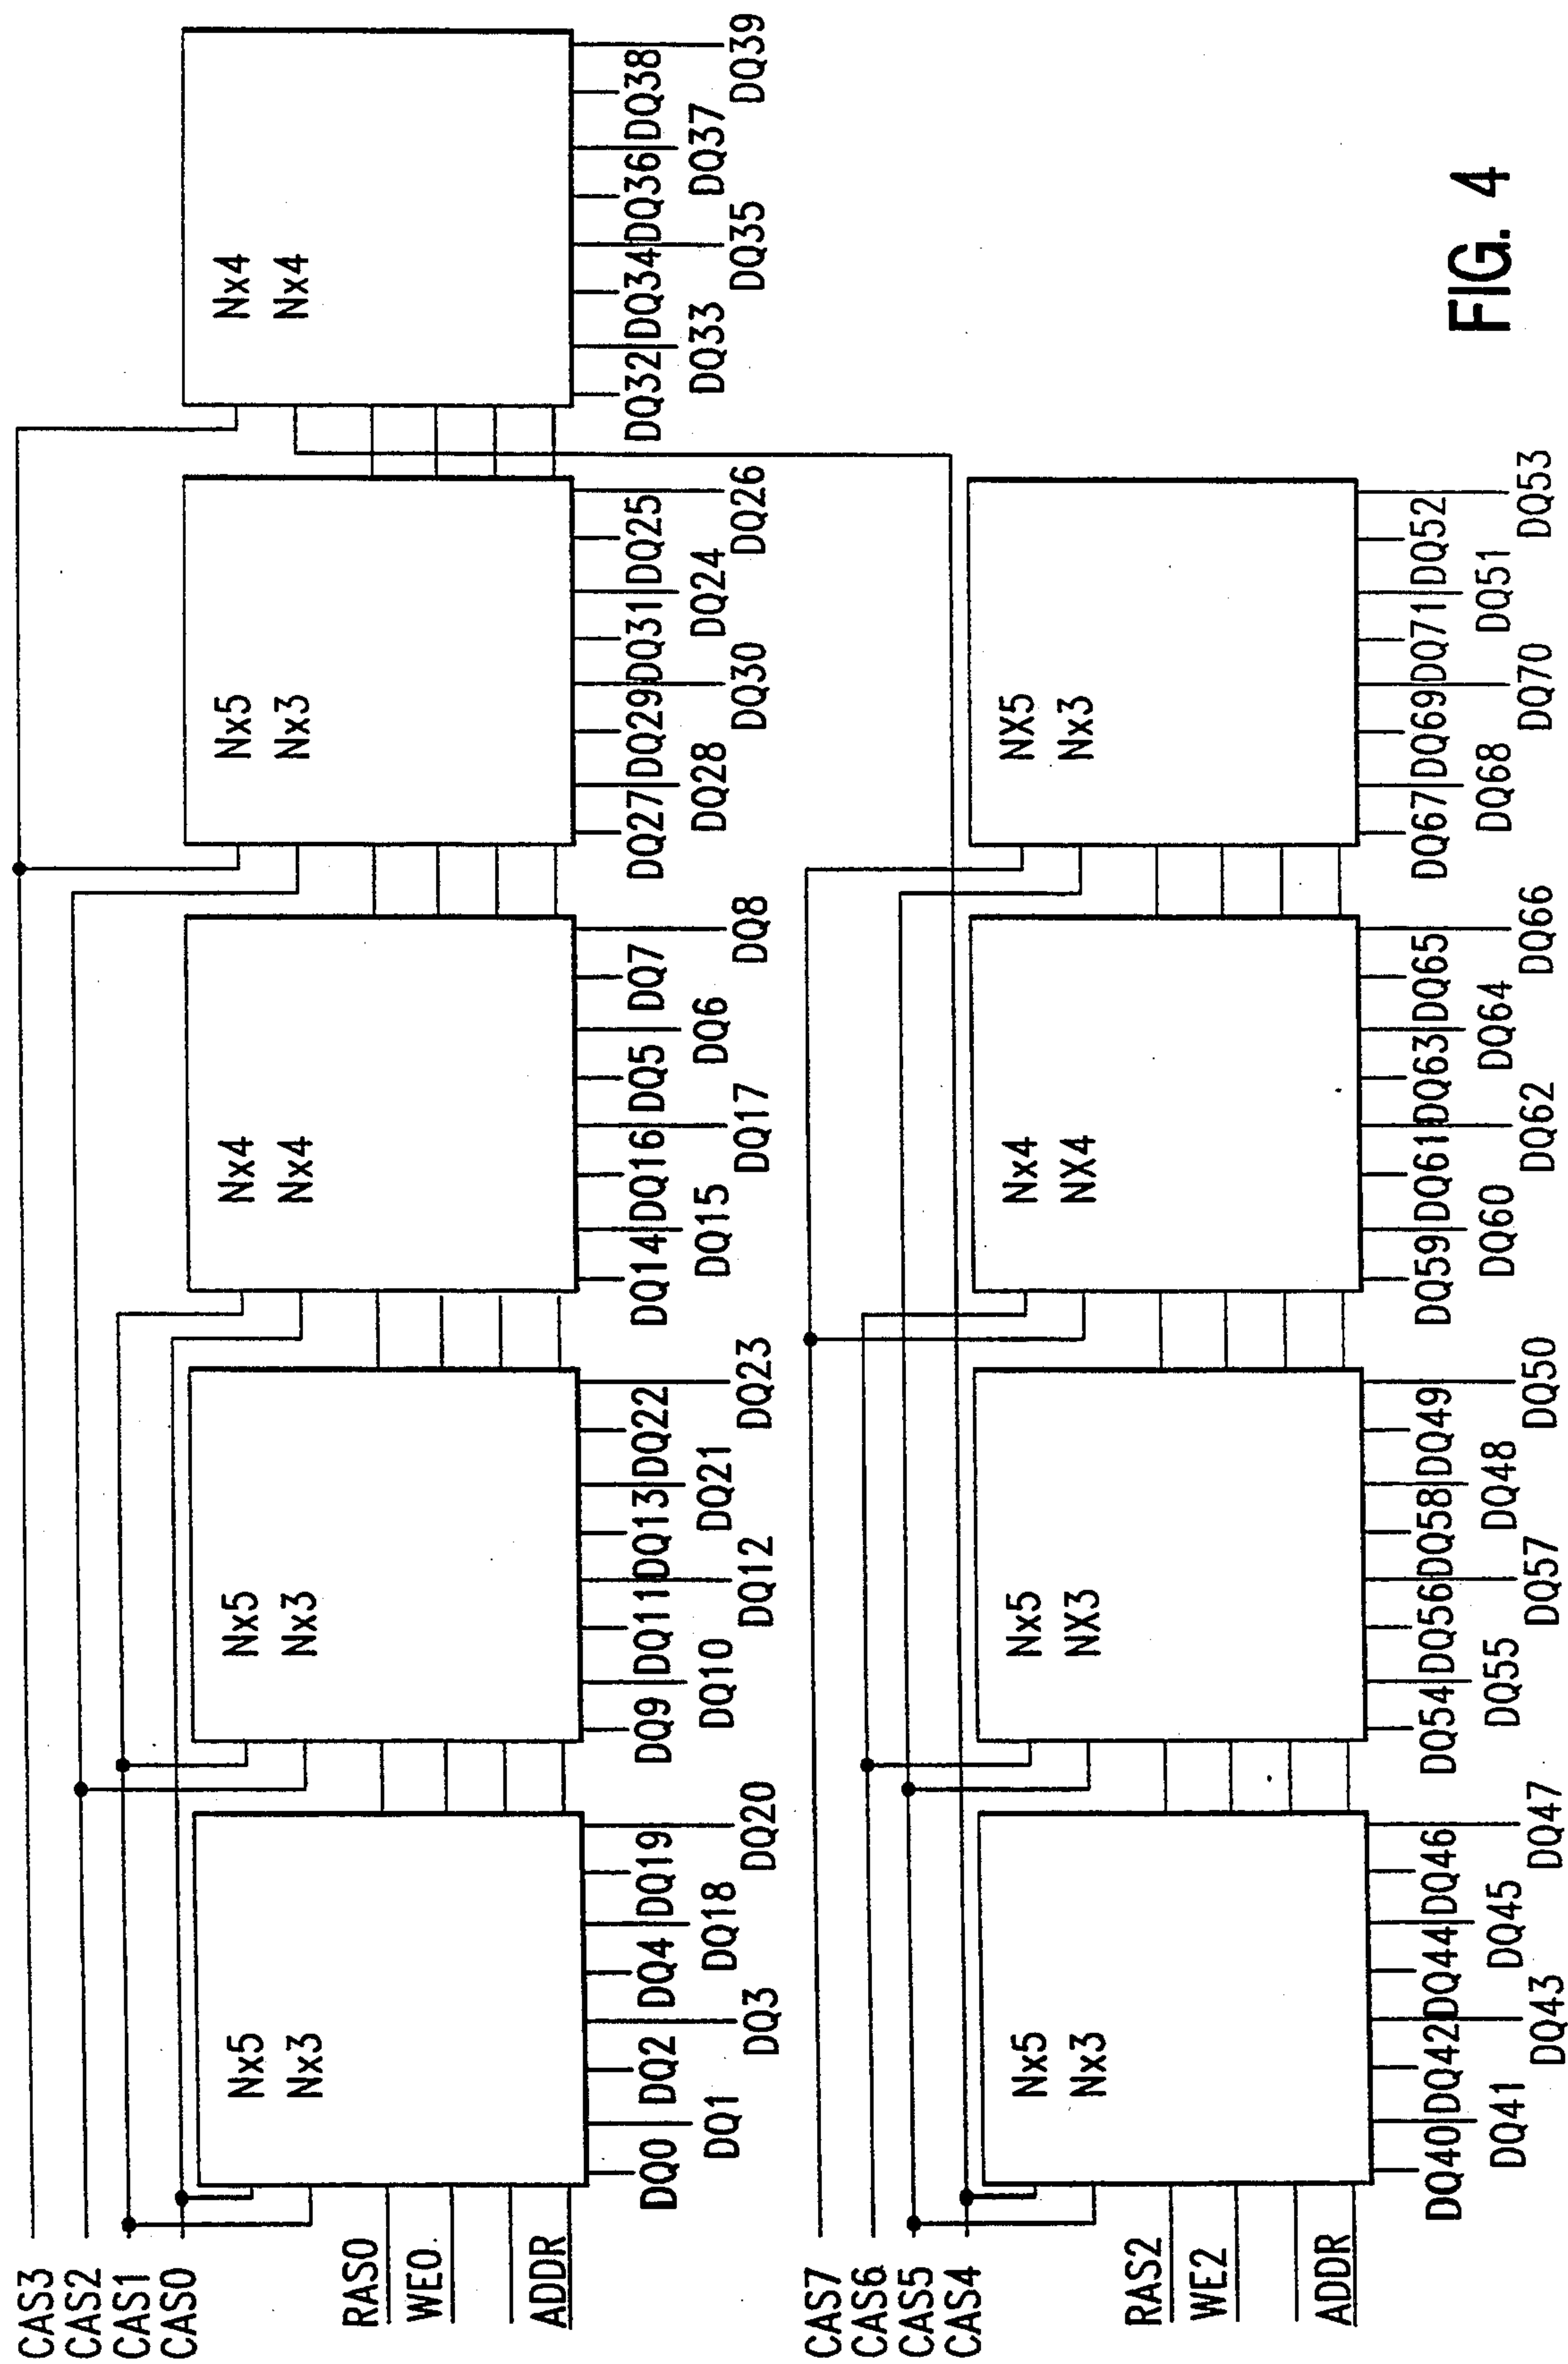 CAS3
CAS2
CAS1
CAS0
RAS0
WE0
ADDR
Nx5
Nx3
DQ0 DQ2 DQ4 DQ19
DQ1 DQ18
DQ3 DQ20
Nx5
Nx3
DQ9 DQ11 DQ13 DQ22
DQ10 DQ21
DQ12 DQ23
Nx4
Nx4
DQ14 DQ16 DQ5 DQ7
DQ15 DQ6
DQ17 DQ8
Nx5
Nx3
DQ27 DQ29 DQ31 DQ25
DQ28 DQ24
DQ30 DQ26
Nx4
Nx4
DQ32 DQ34 DQ36 DQ38
DQ33 DQ37
DQ35 DQ39
CAS7
CAS6
CAS5
CAS4
RAS2
WE2
ADDR
Nx5
Nx3
DQ40 DQ42 DQ44 DQ46
DQ41 DQ45
DQ43 DQ47
Nx5
NX3
DQ54 DQ56 DQ58 DQ49
DQ55 DQ48
DQ57 DQ50
Nx4
NX4
DQ59 DQ61 DQ63 DQ65
DQ60 DQ64
DQ62 DQ66
NX5
Nx3
DQ67 DQ69 DQ71 DQ52
DQ68 DQ51
DQ70 DQ53
FIG. 4